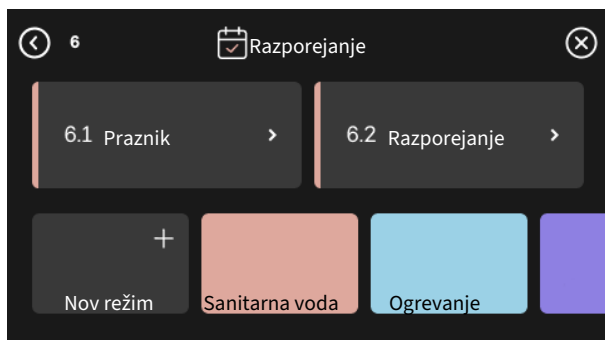 6
Razporejanje
6.1 Praznik
6.2 Razporejanje
Nov režim
Sanitarna voda
Ogrevanje